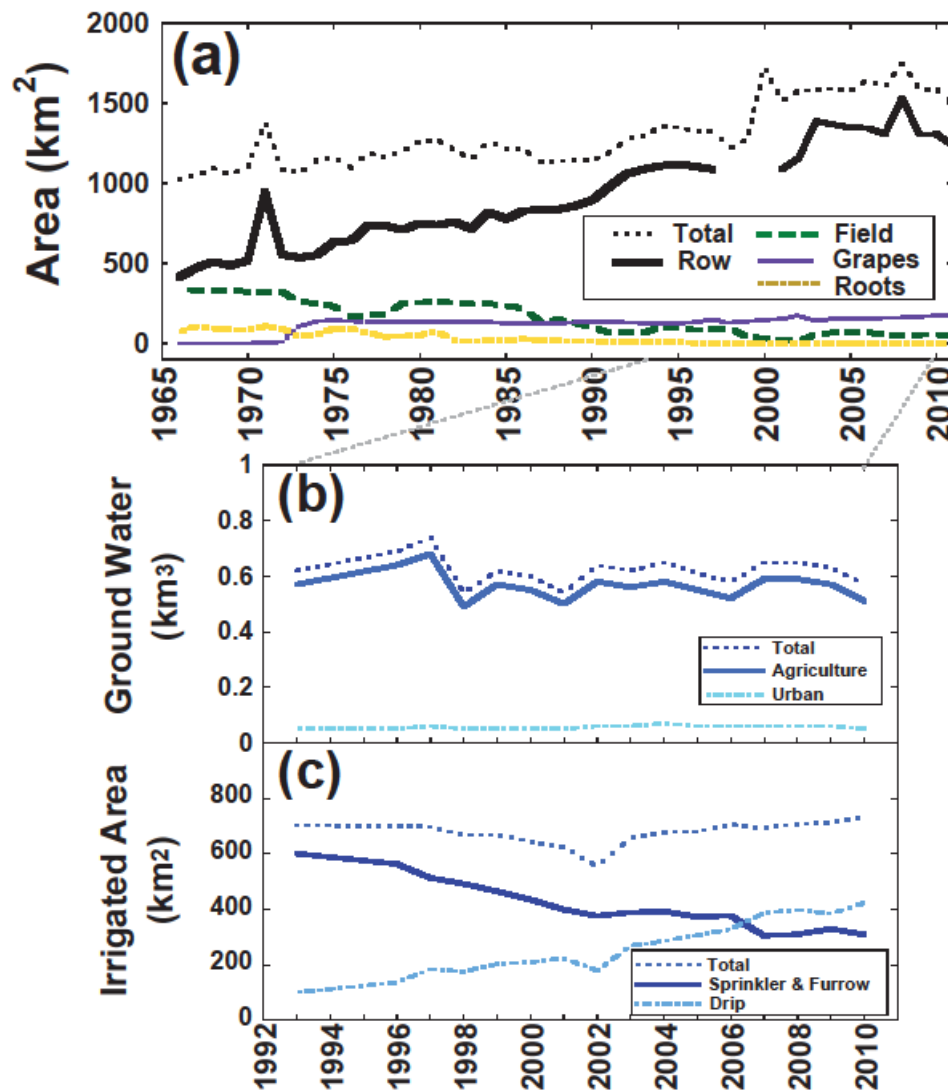 (a)
Area (km2)
2000
1500
1000
500
0
Total
Row
Field
Grapes
Roots
1965
1970
1975
1980
1985
1990
1995
2000
2005
2010
(b)
Ground Water
(km3)
1
0.8
0.6
0.4
0.2
0
Total
Agriculture
Urban
(c)
Irrigated Area
(km2)
800
600
400
200
0
Total
Sprinkler & Furrow
Drip
1992
1994
1996
1998
2000
2002
2004
2006
2008
2010